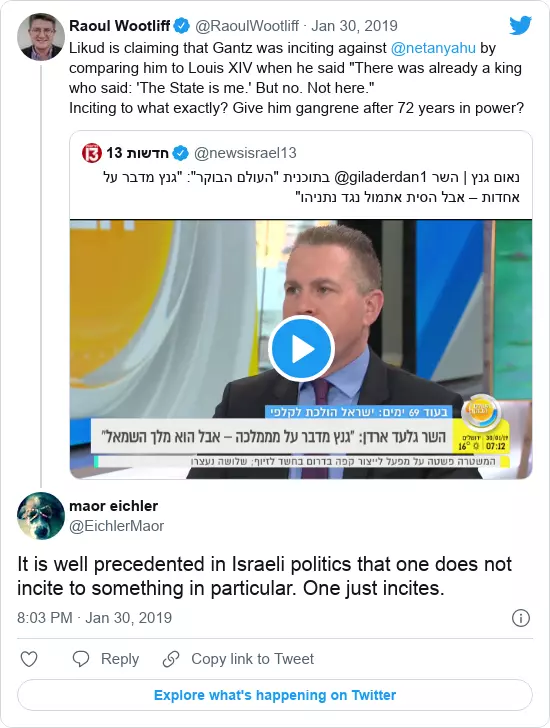 Raoul Wootliff @RaoulWootliff · Jan 30, 2019
Likud is claiming that Gantz was inciting against @netanyahu by
comparing him to Louis XIV when he said "There was already a king
who said: 'The State is me.' But no. Not here."
Inciting to what exactly? Give him gangrene after 72 years in power?
13
חדשות 13 @newsisrael13
נאום גנץ | השר @giladerdan1 בתוכנית "העולם הבוקר": "גנץ מדבר על
אחדות – אבל הסית אתמול נגד נתניהו"
בעוד 69 ימים: ישראל הולכת לקלפי
השר גלעד ארדן: "גנץ מדבר על מממלכה – אבל הוא מלך השמאל"
ירושלים 30/01/19
16° 07:12
המשטרה פשטה על מפעל לייצור קפה בדרום בחשד לזיוף; שלושה נעצרו
maor eichler
@EichlerMaor
It is well precedented in Israeli politics that one does not
incite to something in particular. One just incites.
8:03 PM · Jan 30, 2019
Reply
Copy link to Tweet
Explore what's happening on Twitter